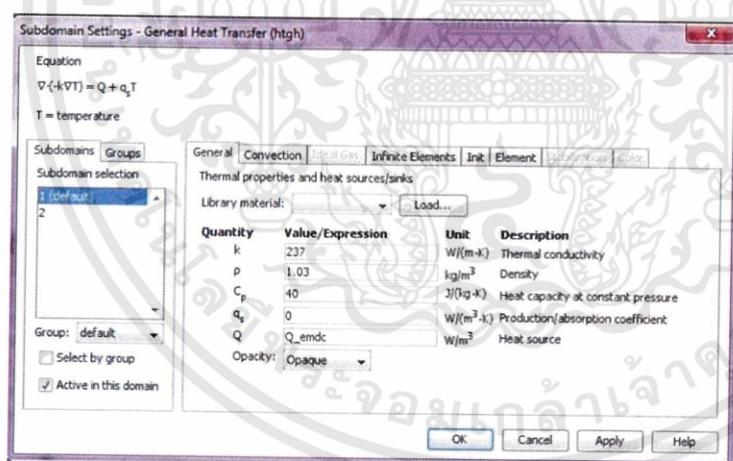 Subdomain Settings - General Heat Transfer (htgh)
Equation
∇·(-k∇T) = Q + qsT
T = temperature
Subdomains Groups
Subdomain selection
1 (default)
2
Group: default
Select by group
Active in this domain
General Convection Ideal Gas Infinite Elements Init Element Color
Thermal properties and heat sources/sinks
Library material: Load...
Quantity Value/Expression Unit Description
k 237 W/(m·K) Thermal conductivity
ρ 1.03 kg/m³ Density
Cp 40 J/(kg·K) Heat capacity at constant pressure
qs 0 W/(m³·K) Production/absorption coefficient
Q Q_emdc W/m³ Heat source
Opacity: Opaque
OK Cancel Apply Help